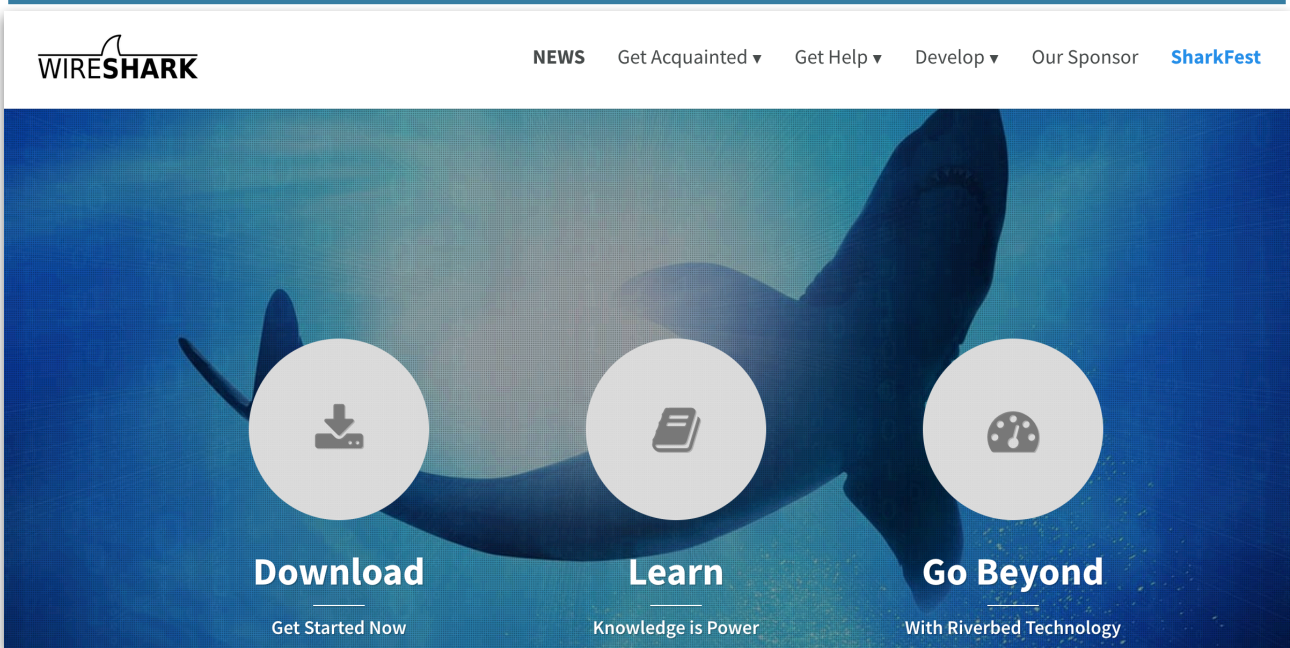 WIRESHARK
NEWS Get Acquainted ▾ Get Help ▾ Develop ▾ Our Sponsor SharkFest
Download Learn Go Beyond
Get Started Now Knowledge is Power With Riverbed Technology